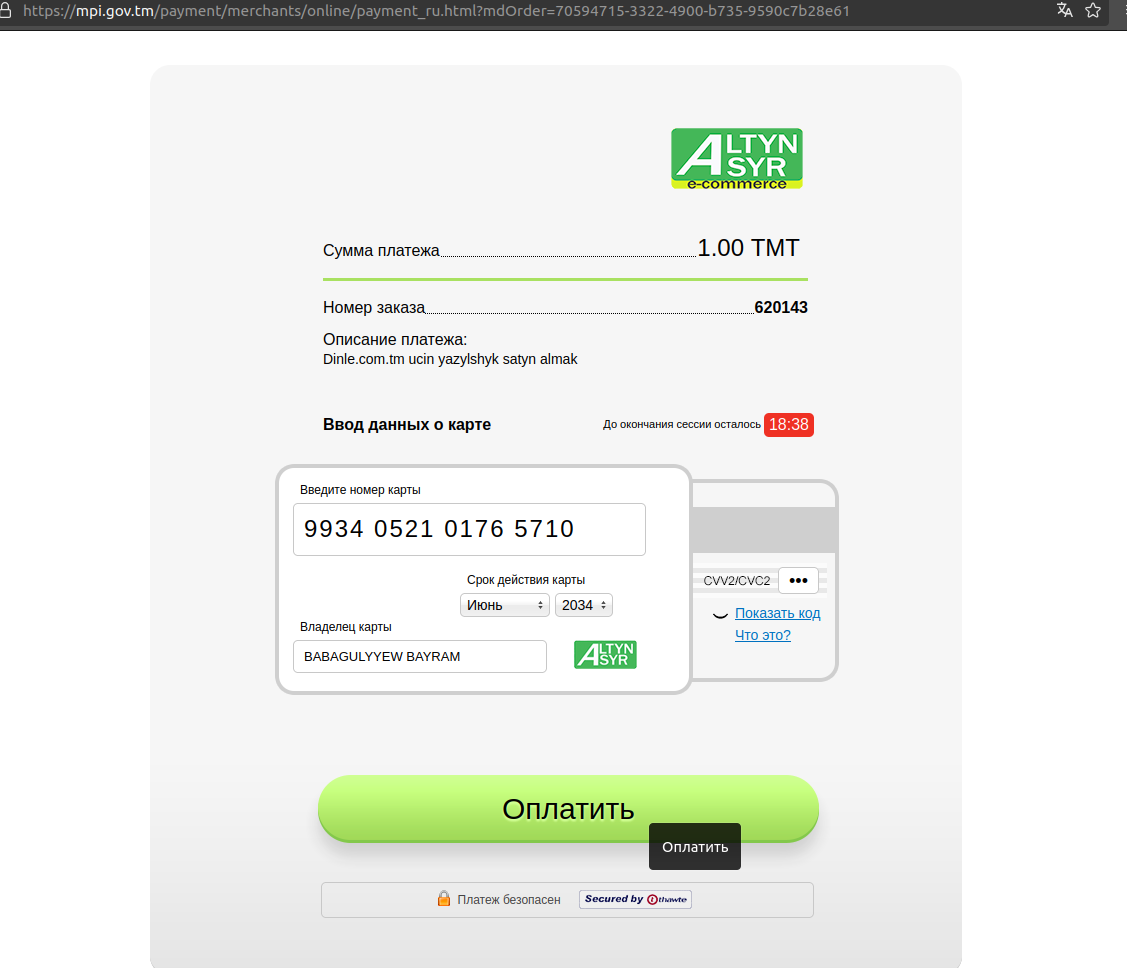 https://mpi.gov.tm/payment/merchants/online/payment_ru.html?mdOrder=70594715-3322-4900-b735-9590c7b28e61
ALTYN
ASYR
e-commerce
Сумма платежа 1.00 TMT
Номер заказа 620143
Описание платежа:
Dinle.com.tm ucin yazylshyk satyn almak
Ввод данных о карте До окончания сессии осталось 18:38
Введите номер карты
9934 0521 0176 5710
CVV2/CVC2 •••
Срок действия карты
Июнь 2034
Показать код
Что это?
Владелец карты
BABAGULYYEW BAYRAM
ALTYN
ASYR
Оплатить
Оплатить
Платеж безопасен Secured by thawte